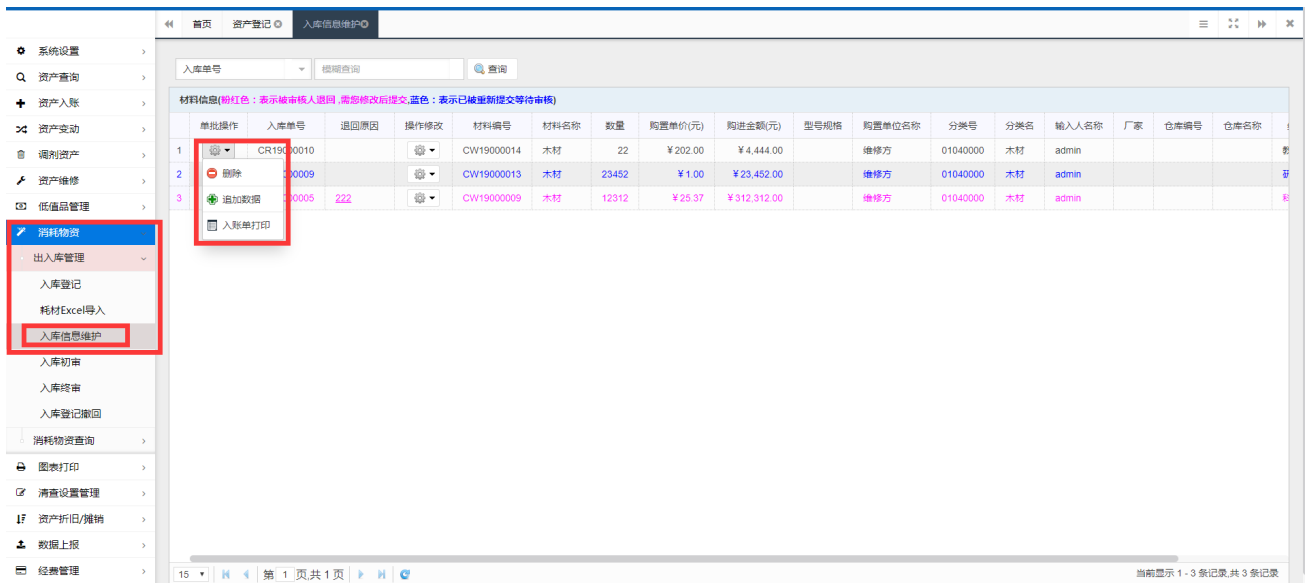 首页 资产登记 入库信息维护
系统设置
资产查询
资产入账
资产变动
调剂资产
资产维修
低值品管理
消耗物资
出入库管理
入库登记
耗材Excel导入
入库信息维护
入库初审
入库终审
入库登记撤回
消耗物资查询
图表打印
清查设置管理
资产折旧/摊销
数据上报
经费管理
入库单号 模糊查询 查询
材料信息(粉红色：表示被审核人退回,需您修改后提交,蓝色：表示已被重新提交等待审核)
单批操作 入库单号 退回原因 操作修改 材料编号 材料名称 数量 购置单价(元) 购进金额(元) 型号规格 购置单位名称 分类号 分类名 输入人名称 厂家 仓库编号 仓库名称
1 CR19000010 CW19000014 木材 22 ¥202.00 ¥4,444.00 维修方 01040000 木材 admin
2 0009 CW19000013 木材 23452 ¥1.00 ¥23,452.00 维修方 01040000 木材 admin 研
3 0005 222 CW19000009 木材 12312 ¥25.37 ¥312,312.00 维修方 01040000 木材 admin
删除
追加数据
入账单打印
15 第 1 页,共 1 页 当前显示 1 - 3 条记录,共 3 条记录